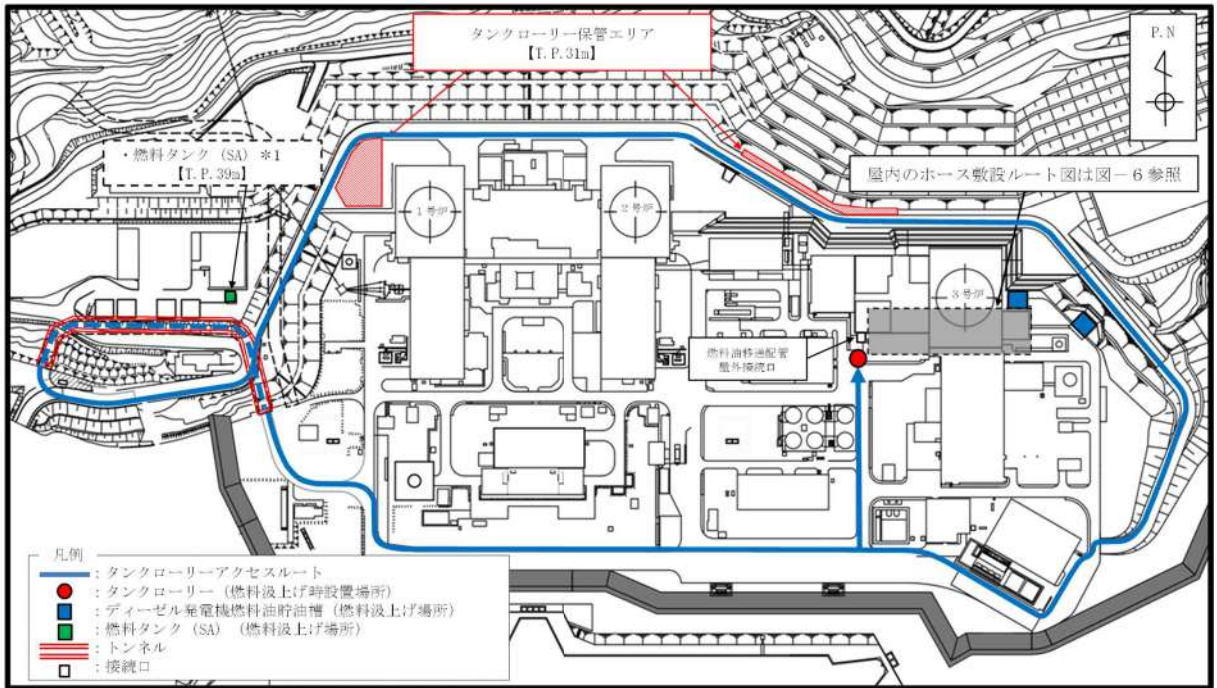 タンクローリー保管エリア
【T.P.31m】
P.N
・燃料タンク (SA) *1
【T.P.39m】
屋内のホース敷設ルート図は図－6 参照
1号炉
2号炉
3号炉
燃料油移送配管
屋外接続口
凡例
：タンクローリーアクセスルート
：タンクローリー（燃料汲上げ時設置場所）
：ディーゼル発電機燃料油貯油槽（燃料汲上げ場所）
：燃料タンク（SA）（燃料汲上げ場所）
：トンネル
：接続口